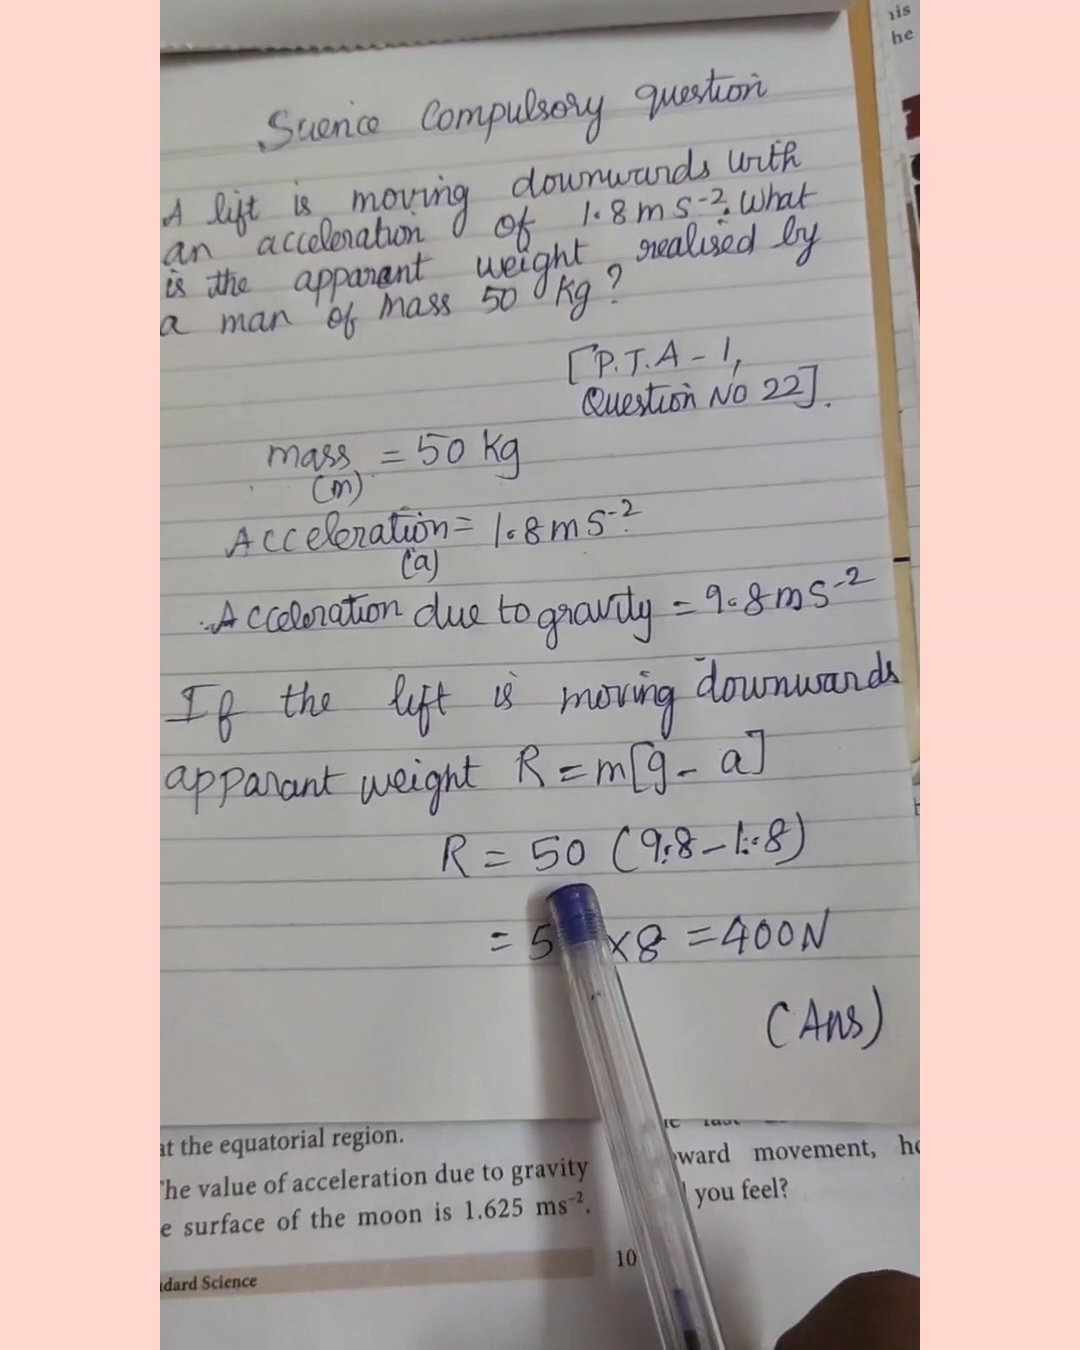 his
he
Science Compulsory question
A lift is moving downwards with
an acceleration of 1.8 m s-2. What
is the apparant weight realised by
a man of mass 50 kg?
[P.T.A - 1,
Question No 22].
mass = 50 kg
(m)
Acceleration = 1.8 m s-2
(a)
Acceleration due to gravity = 9.8 m s-2
If the lift is moving downwards
apparant weight R = m[g - a]
R = 50 (9.8 - 1.8)
= 5 × 8 = 400N
(Ans)
at the equatorial region.
The value of acceleration due to gravity
e surface of the moon is 1.625 ms-2.
dard Science
10
ward movement, ho
you feel?